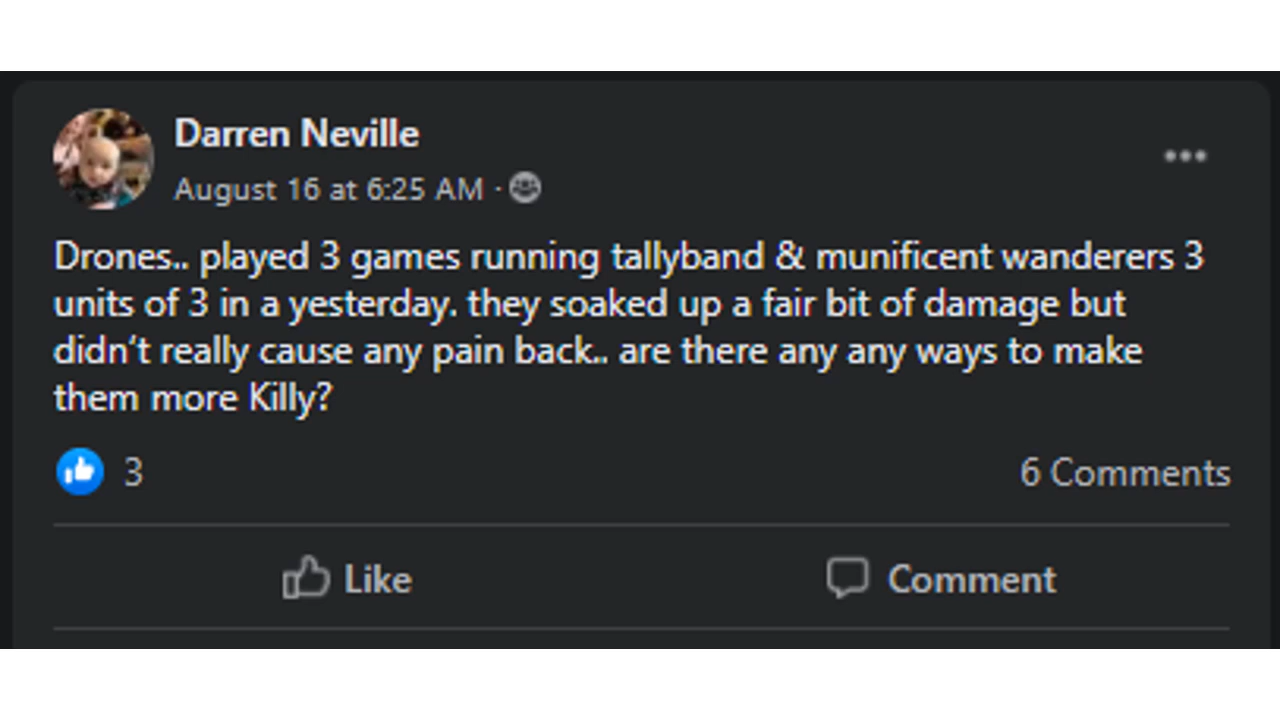 Darren Neville
August 16 at 6:25 AM ·
Drones.. played 3 games running tallyband & munificent wanderers 3
units of 3 in a yesterday. they soaked up a fair bit of damage but
didn't really cause any pain back.. are there any any ways to make
them more Killy?
3
6 Comments
Like
Comment